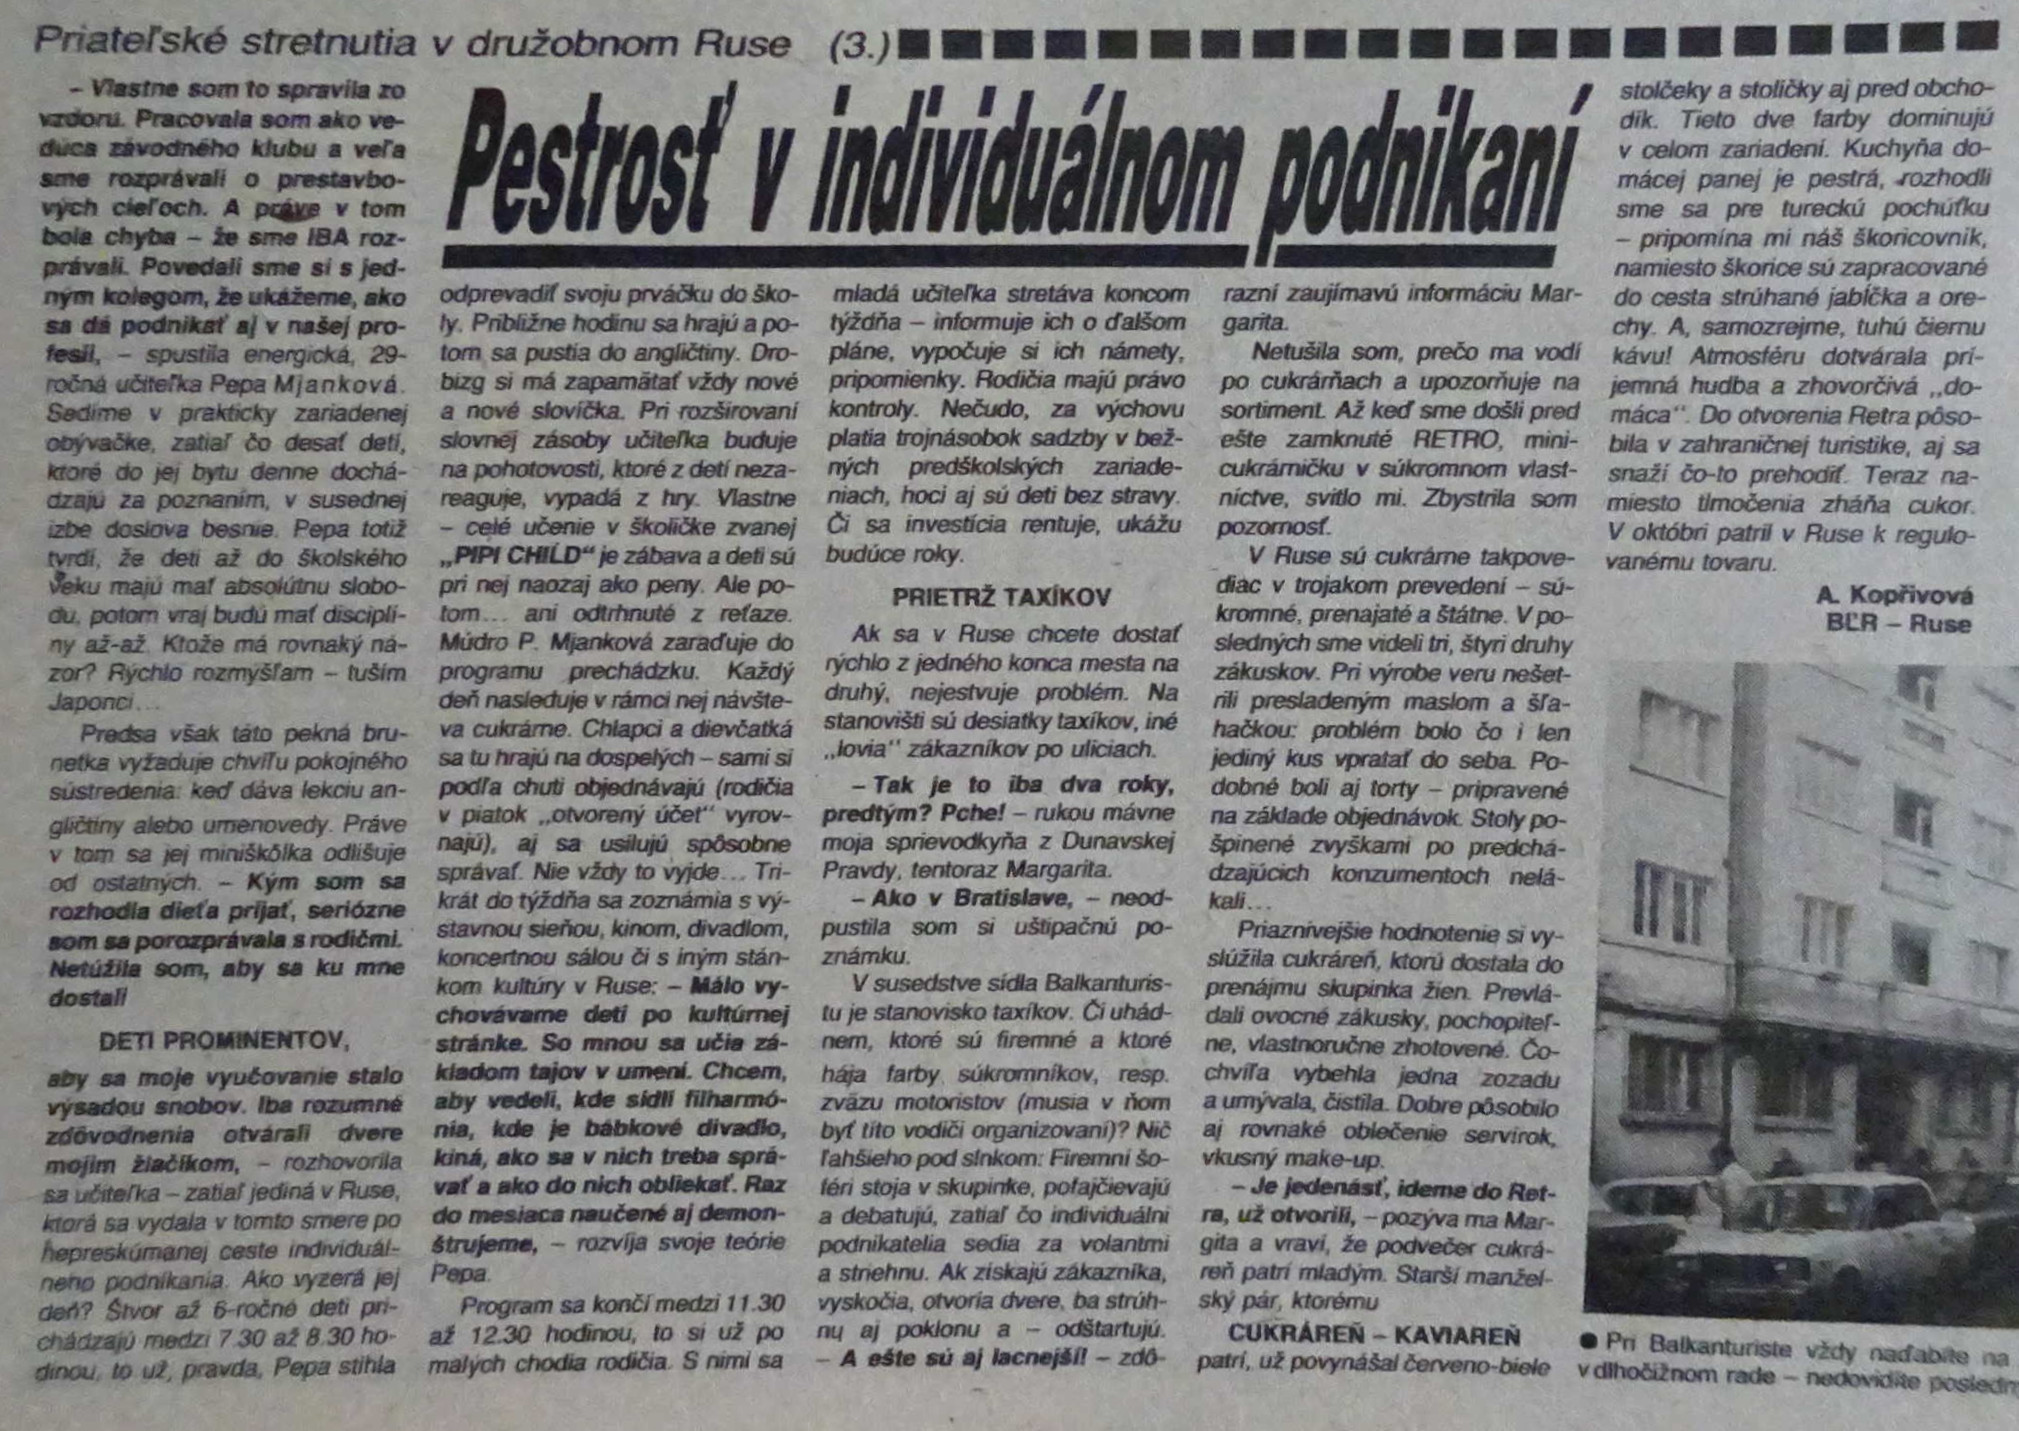 Priateľské stretnutia v družobnom Ruse (3.)
Pestrosť v individuálnom podnikaní
– Vlastne som to spravila zo
vzdoru. Pracovala som ako ve-
dúca závodného klubu a veľa
sme rozprávali o prestavbo-
vých cieľoch. A práve v tom
bola chyba – že sme IBA roz-
právali. Povedali sme si s jed-
ným kolegom, že ukážeme, ako
sa dá podnikať aj v našej pro-
fesii, – spustila energická, 29-
ročná učiteľka Pepa Mjanková.
Sedíme v prakticky zariadenej
obývačke, zatiaľ čo desať detí,
ktoré do jej bytu denne dochá-
dzajú za poznaním, v susednej
izbe doslova besnie. Pepa totiž
tvrdí, že deti až do školského
veku majú mať absolútnu slobo-
du, potom vraj budú mať disciplí-
ny až-až. Ktože má rovnaký ná-
zor? Rýchlo rozmýšľam – tuším
Japonci...
Predsa však táto pekná bru-
netka vyžaduje chvíľu pokojného
sústredenia: keď dáva lekciu an-
gličtiny alebo umenovedy. Práve
v tom sa jej miniškôlka odlišuje
od ostatných. – Kým som sa
rozhodla dieťa prijať, seriózne
som sa porozprávala s rodičmi.
Netúžila som, aby sa ku mne
dostali
DETI PROMINENTOV,
aby sa moje vyučovanie stalo
výsadou snobov. Iba rozumné
zdôvodnenia otvárali dvere
mojim žiačikom, – rozhovorila
sa učiteľka – zatiaľ jediná v Ruse,
ktorá sa vydala v tomto smere po
nepreskúmanej ceste individuál-
neho podnikania. Ako vyzerá jej
deň? Štvor až 6-ročné deti pri-
chádzajú medzi 7.30 až 8.30 ho-
dinou, to už, pravda, Pepa stihla
odprevadiť svoju prváčku do ško-
ly. Približne hodinu sa hrajú a po-
tom sa pustia do angličtiny. Dro-
bizg si má zapamätať vždy nové
a nové slovíčka. Pri rozširovaní
slovnej zásoby učiteľka buduje
na pohotovosti, ktoré z detí neza-
reaguje, vypadá z hry. Vlastne
– celé učenie v školičke zvanej
„PIPI CHILD“ je zábava a deti sú
pri nej naozaj ako peny. Ale po-
tom... ani odtrhnuté z reťaze.
Múdro P. Mjanková zaraďuje do
programu prechádzku. Každý
deň nasleduje v rámci nej návšte-
va cukrárne. Chlapci a dievčatká
sa tu hrajú na dospelých – sami si
podľa chuti objednávajú (rodičia
v piatok „otvorený účet“ vyrov-
najú), aj sa usilujú spôsobne
správať. Nie vždy to vyjde... Tri-
krát do týždňa sa zoznámia s vý-
stavnou sieňou, kinom, divadlom,
koncertnou sálou či s iným stán-
kom kultúry v Ruse: – Málo vy-
chovávame deti po kultúrnej
stránke. So mnou sa učia zá-
kladom tajov v umení. Chcem,
aby vedeli, kde sídli filharmó-
nia, kde je bábkové divadlo,
kiná, ako sa v nich treba sprá-
vať a ako do nich obliekať. Raz
do mesiaca naučené aj demon-
štrujeme, – rozvíja svoje teórie
Pepa.
Program sa končí medzi 11.30
až 12.30 hodinou, to si už po
malých chodia rodičia. S nimi sa
mladá učiteľka stretáva koncom
týždňa – informuje ich o ďalšom
pláne, vypočuje si ich námety,
pripomienky. Rodičia majú právo
kontroly. Nečudo, za výchovu
platia trojnásobok sadzby v bež-
ných predškolských zariade-
niach, hoci aj sú deti bez stravy.
Či sa investícia rentuje, ukážu
budúce roky.
PRIETRŽ TAXÍKOV
Ak sa v Ruse chcete dostať
rýchlo z jedného konca mesta na
druhý, nejestvuje problém. Na
stanovišti sú desiatky taxíkov, iné
„lovia“ zákazníkov po uliciach.
– Tak je to iba dva roky,
predtým? Pche! – rukou mávne
moja sprievodkyňa z Dunavskej
Pravdy, tentoraz Margarita.
– Ako v Bratislave, – neod-
pustila som si uštipačnú po-
známku.
V susedstve sídla Balkanturis-
tu je stanovisko taxíkov. Či uhád-
nem, ktoré sú firemné a ktoré
hája farby súkromníkov, resp.
zväzu motoristov (musia v ňom
byť títo vodiči organizovaní)? Nič
ľahšieho pod slnkom: Firemní šo-
féri stoja v skupinke, pofajčievajú
a debatujú, zatiaľ čo individuálni
podnikatelia sedia za volantmi
a striehnu. Ak získajú zákazníka,
vyskočia, otvoria dvere, ba strúh-
nu aj poklonu a – odštartujú.
– A ešte sú aj lacnejší! – zdô-
razní zaujímavú informáciu Mar-
garita.
Netušila som, prečo ma vodí
po cukrárňach a upozorňuje na
sortiment. Až keď sme došli pred
ešte zamknuté RETRO, mini-
cukrárničku v súkromnom vlast-
níctve, svitlo mi. Zbystrila som
pozornosť.
V Ruse sú cukrárne takpove-
diac v trojakom prevedení – sú-
kromné, prenajaté a štátne. V po-
sledných sme videli tri, štyri druhy
zákuskov. Pri výrobe veru nešet-
rili presladeným maslom a šľa-
hačkou: problém bolo čo i len
jediný kus vpratať do seba. Po-
dobné boli aj torty – pripravené
na základe objednávok. Stoly po-
špinené zvyškami po predchá-
dzajúcich konzumentoch nelá-
kali...
Priaznivejšie hodnotenie si vy-
slúžila cukráreň, ktorú dostala do
prenájmu skupinka žien. Prevlá-
dali ovocné zákusky, pochopiteľ-
ne, vlastnoručne zhotovené. Čo-
chvíľa vybehla jedna zozadu
a umývala, čistila. Dobre pôsobilo
aj rovnaké oblečenie servírok,
vkusný make-up.
– Je jedenásť, ideme do Ret-
ra, už otvorili, – pozýva ma Mar-
gita a vraví, že podvečer cukrá-
reň patrí mladým. Starší manžel-
ský pár, ktorému
CUKRÁREŇ – KAVIAREŇ
patrí, už povynášal červeno-biele
stolčeky a stoličky aj pred obcho-
dík. Tieto dve farby dominujú
v celom zariadení. Kuchyňa do-
mácej panej je pestrá, rozhodli
sme sa pre tureckú pochúťku
– pripomína mi náš škoricovník,
namiesto škorice sú zapracované
do cesta strúhané jabĺčka a ore-
chy. A, samozrejme, tuhú čiernu
kávu! Atmosféru dotvárala prí-
jemná hudba a zhovorčivá „do-
máca“. Do otvorenia Retra pôso-
bila v zahraničnej turistike, aj sa
snaží čo-to prehodiť. Teraz na-
miesto tlmočenia zháňa cukor.
V októbri patril v Ruse k regulo-
vanému tovaru.
A. Kopřivová
BĽR – Ruse
● Pri Balkanturiste vždy naďabíte na
v dlhočiznom rade – nedovidíte